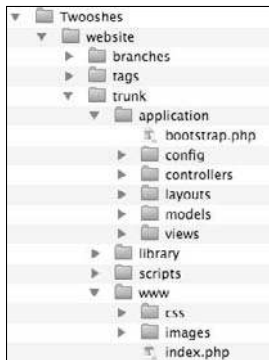 Twooshes
website
branches
tags
trunk
application
bootstrap.php
config
controllers
layouts
models
views
library
scripts
www
css
images
index.php